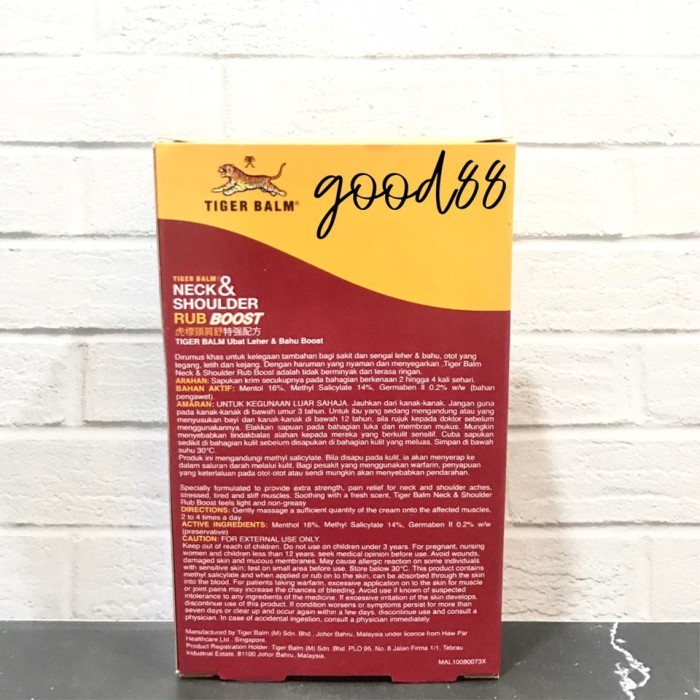 TIGER BALM®
good88
TIGER BALM®
NECK &
SHOULDER
RUB BOOST
虎標頸肩舒特强配方
TIGER BALM Ubat Leher & Bahu Boost
Dirumus khas untuk kelegaan tambahan bagi sakit dan sengal leher & bahu, otot yang
tegang, letih dan kejang. Dengan haruman yang nyaman dan menyegarkan ,Tiger Balm
Neck & Shoulder Rub Boost adalah tidak berminyak dan terasa ringan.
ARAHAN: Sapukan krim secukupnya pada bahagian berkenaan 2 hingga 4 kali sehari.
BAHAN AKTIF: Mentol 16%, Methyl Salicylate 14%, Germaben II 0.2% w/w (bahan
pengawet)
AMARAN: UNTUK KEGUNAAN LUAR SAHAJA. Jauhkan dari kanak-kanak. Jangan guna
pada kanak-kanak di bawah umur 3 tahun. Untuk ibu yang sedang mengandung atau yang
menyusukan bayi dan kanak-kanak di bawah 12 tahun, sila rujuk kepada doktor sebelum
menggunakannya. Elakkan sapuan pada bahagian luka dan membran mukus. Mungkin
menyebabkan tindakbalas alahan kepada mereka yang berkulit sensitif. Cuba sapukan
sedikit di bahagian kulit sebelum disapukan di bahagian kulit yang meluas. Simpan di bawah
suhu 30°C.
Produk ini mengandungi methyl salicylate. Bila disapu pada kulit, ia akan menyerap ke
dalam saluran darah melalui kulit. Bagi pesakit yang menggunakan warfarin, penyapuan
yang keterlaluan pada otot-otot atau sendi mungkin akan menyebabkan pendarahan.
Specially formulated to provide extra strength, pain relief for neck and shoulder aches,
stressed, tired and stiff muscles. Soothing with a fresh scent, Tiger Balm Neck & Shoulder
Rub Boost feels light and non-greasy
DIRECTIONS: Gently massage a sufficient quantity of the cream onto the affected muscles,
2 to 4 times a day
ACTIVE INGREDIENTS: Menthol 16%, Methyl Salicylate 14%, Germaben II 0.2% w/w
(preservative)
CAUTION: FOR EXTERNAL USE ONLY.
Keep out of reach of children. Do not use on children under 3 years. For pregnant, nursing
women and children less than 12 years, seek medical opinion before use. Avoid wounds,
damaged skin and mucous membranes. May cause allergic reaction on some individuals
with sensitive skin; test on small area before use. Store below 30°C. This product contains
methyl salicylate and when applied or rub on to the skin, can be absorbed through the skin
into the blood. For patients taking warfarin, excessive application on to the skin for muscle
or joint pains may increase the chances of bleeding. Avoid use if known of suspected
intolerance to any ingredients of the medicine. If excessive irritation of the skin develops,
discontinue use of this product. If condition worsens or symptoms persist for more than
seven days or clear up and occur again within a few days, discontinue use and consult a
physician. In case of accidental ingestion, consult a physician immediately.
Manufactured by Tiger Balm (M) Sdn. Bhd., Johor Bahru, Malaysia under licence from Haw Par
Healthcare Ltd., Singapore.
Product Registration Holder: Tiger Balm (M) Sdn. Bhd. PLO 95, No. 6 Jalan Firma 1/1, Tebrau
Industrial Estate, 81100 Johor Bahru, Malaysia.
MAL10080073X